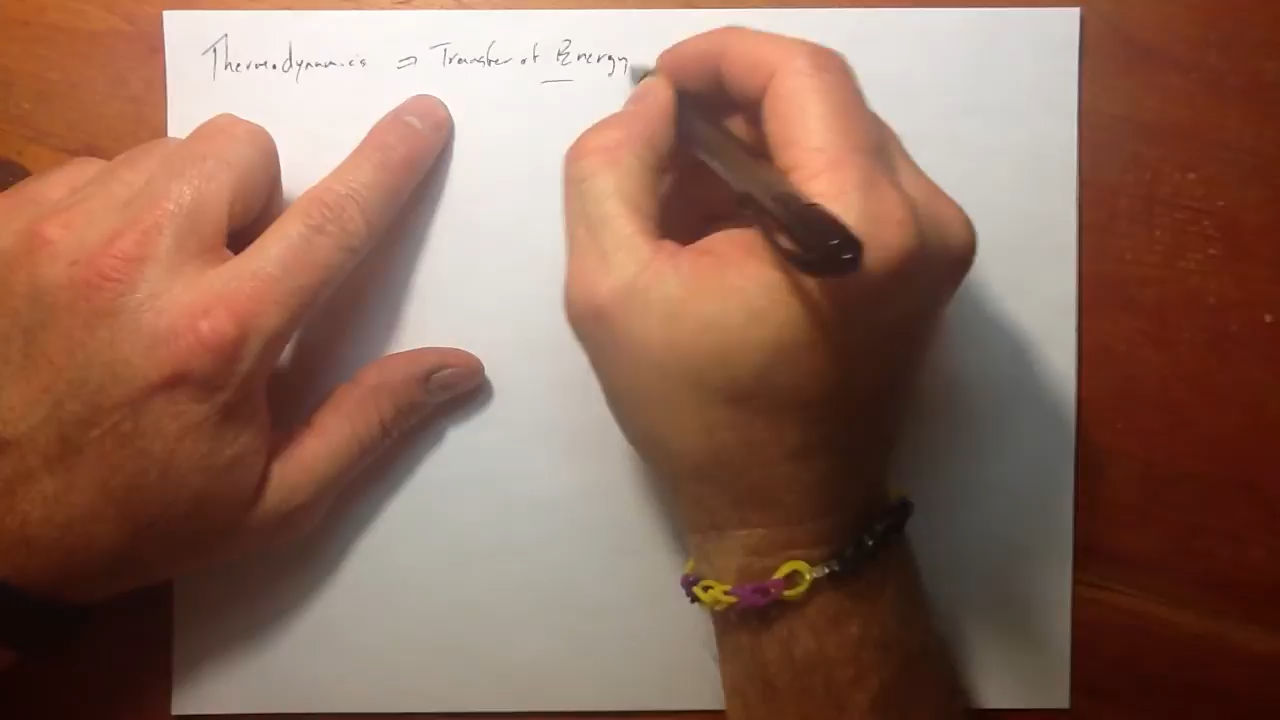 Thermodynamics = Transfer of Energy